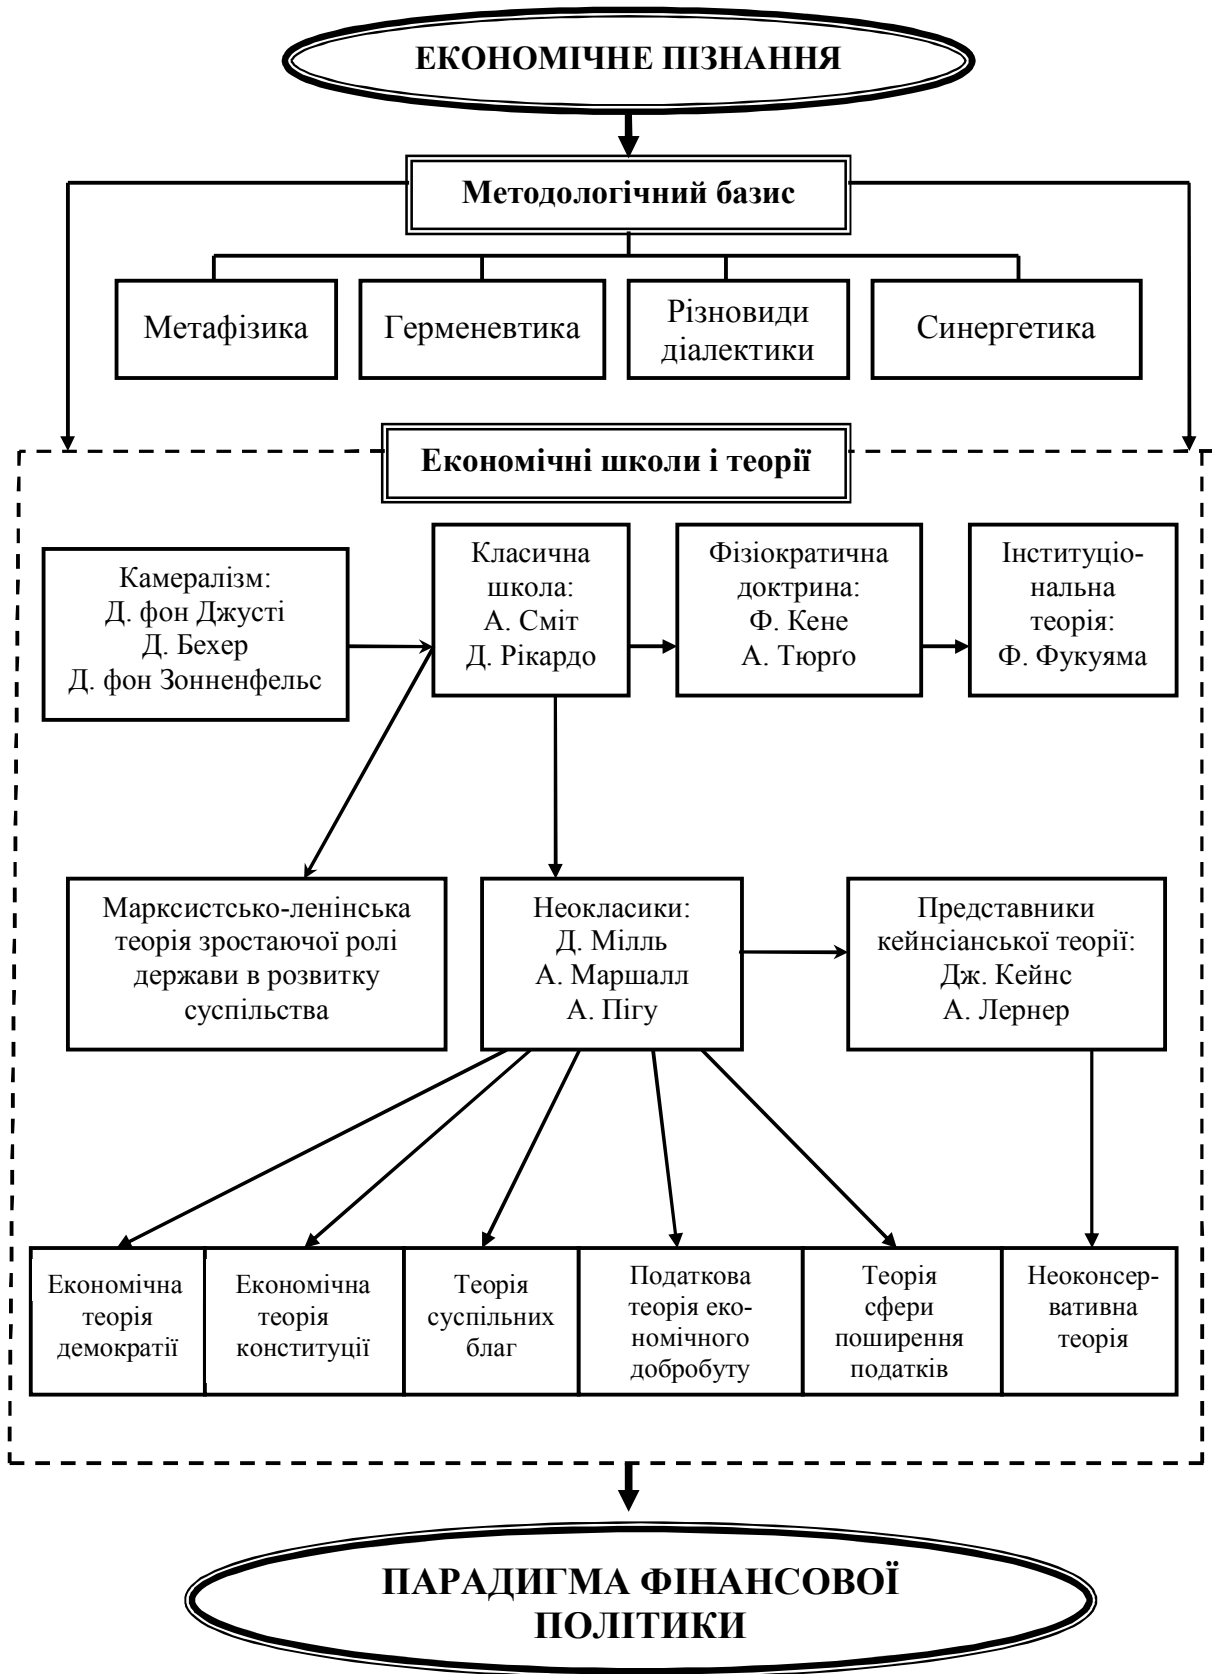 ЕКОНОМІЧНЕ ПІЗНАННЯ
Методологічний базис
Метафізика
Герменевтика
Різновиди
діалектики
Синергетика
Економічні школи і теорії
Камералізм:
Д. фон Джусті
Д. Бехер
Д. фон Зонненфельс
Класична
школа:
А. Сміт
Д. Рікардо
Фізіократична
доктрина:
Ф. Кене
А. Тюрґо
Інституціо-
нальна
теорія:
Ф. Фукуяма
Марксистсько-ленінська
теорія зростаючої ролі
держави в розвитку
суспільства
Неокласики:
Д. Мілль
А. Маршалл
А. Пігу
Представники
кейнсіанської теорії:
Дж. Кейнс
А. Лернер
Економічна
теорія
демократії
Економічна
теорія
конституції
Теорія
суспільних
благ
Податкова
теорія еко-
номічного
добробуту
Теорія
сфери
поширення
податків
Неоконсер-
вативна
теорія
ПАРАДИГМА ФІНАНСОВОЇ
ПОЛІТИКИ